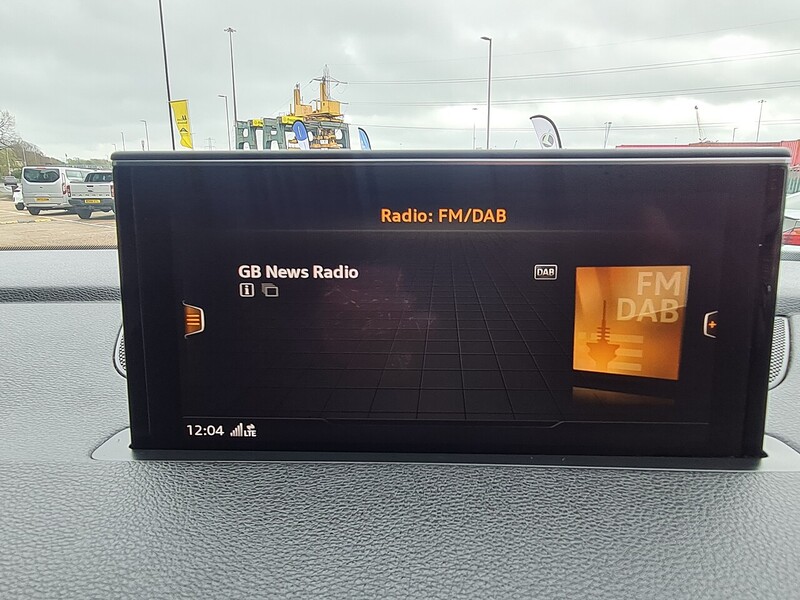 Radio: FM/DAB
GB News Radio
DAB
FM
DAB
12:04
LTE